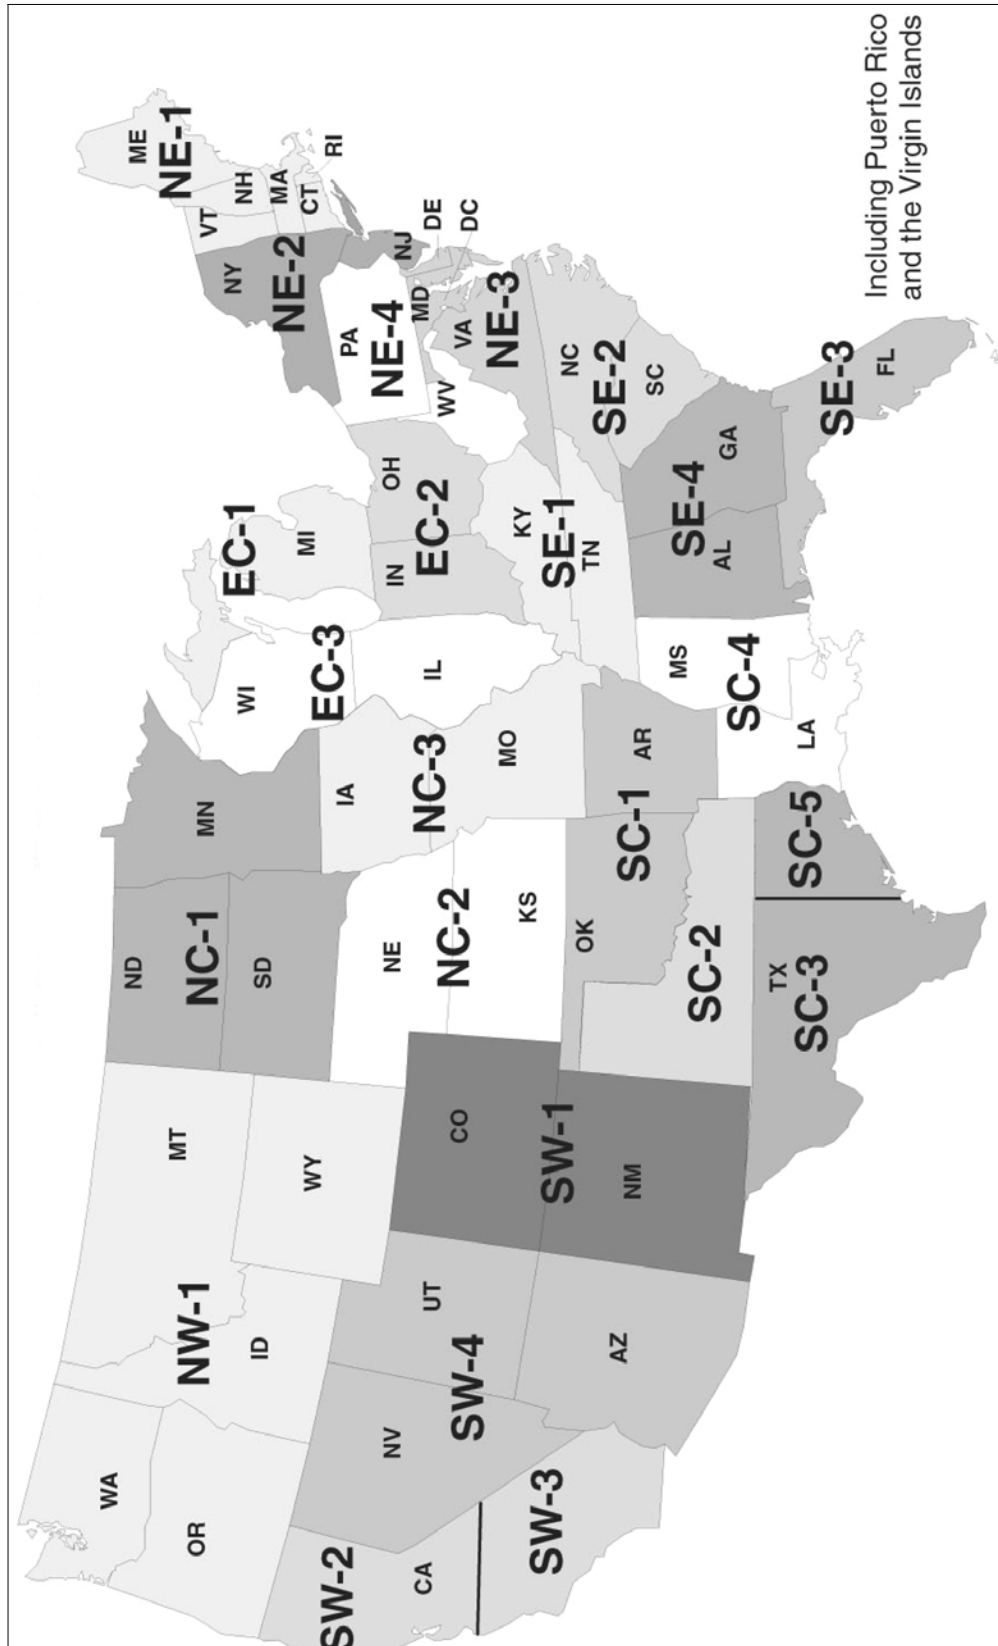 WA
OR
NW-1
ID
MT
WY
ND
NC-1
SD
MN
WI
EC-1
MI
EC-3
IA
NE
NC-2
KS
NC-3
MO
IL
IN
OH
EC-2
SW-2
CA
NV
SW-4
UT
CO
SW-1
NM
AZ
SW-3
OK
SC-1
AR
SC-2
TX
SC-3
SC-5
LA
SC-4
MS
KY
SE-1
TN
AL
SE-4
GA
SE-3
FL
NC
SE-2
SC
WV
VA
NE-3
MD
DE
DC
PA
NE-4
NJ
NY
NE-2
VT
NH
MA
CT
RI
ME
NE-1
Including Puerto Rico
and the Virgin Islands